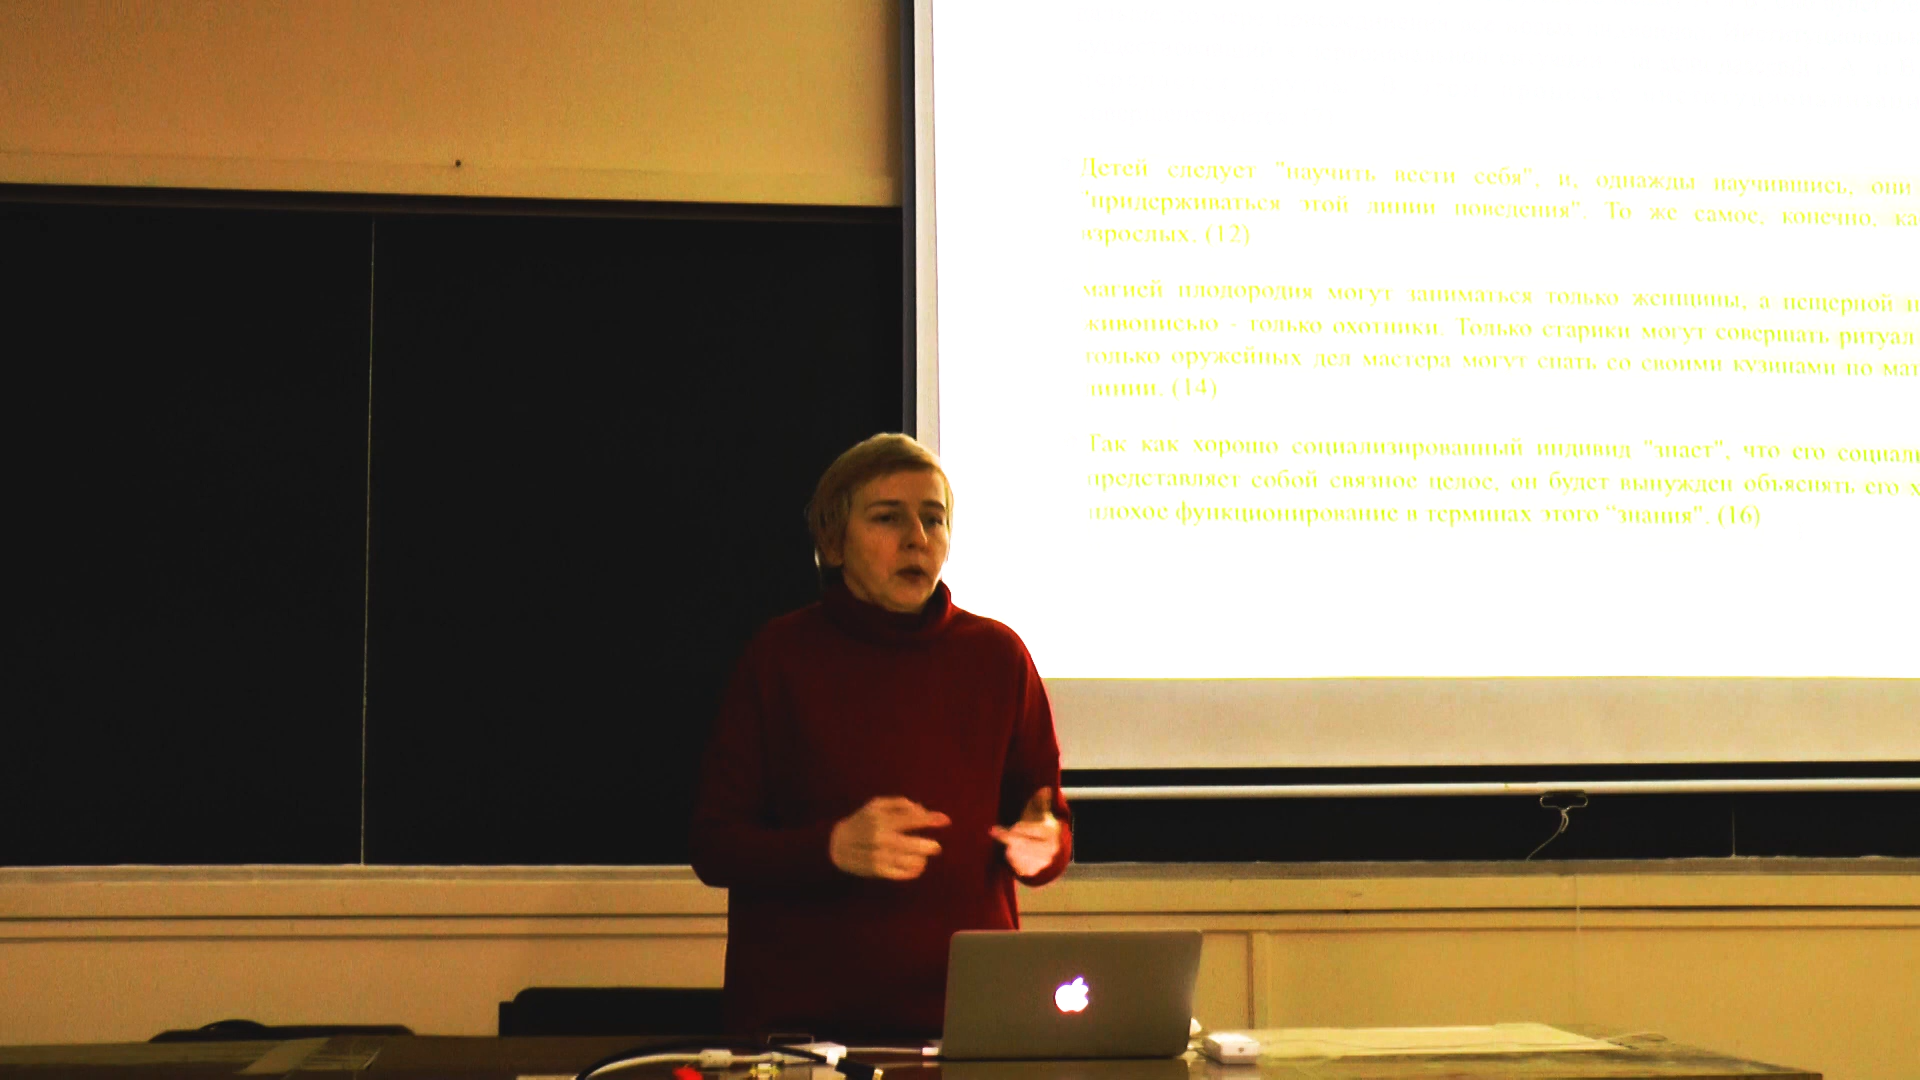 Детей следует "научить вести себя", и, однажды научившись, они
"придерживаться этой линии поведения". То же самое, конечно, ка
взрослых. (12)
магией плодородия могут заниматься только женщины, а пещерной
живописью - только охотники. Только старики могут совершать ритуал
только оружейных дел мастера могут спать со своими кузинами по мат
линии. (14)
Так как хорошо социализированный индивид "знает", что его социаль
представляет собой связное целое, он будет вынужден объяснять его х
плохое функционирование в терминах этого "знания". (16)